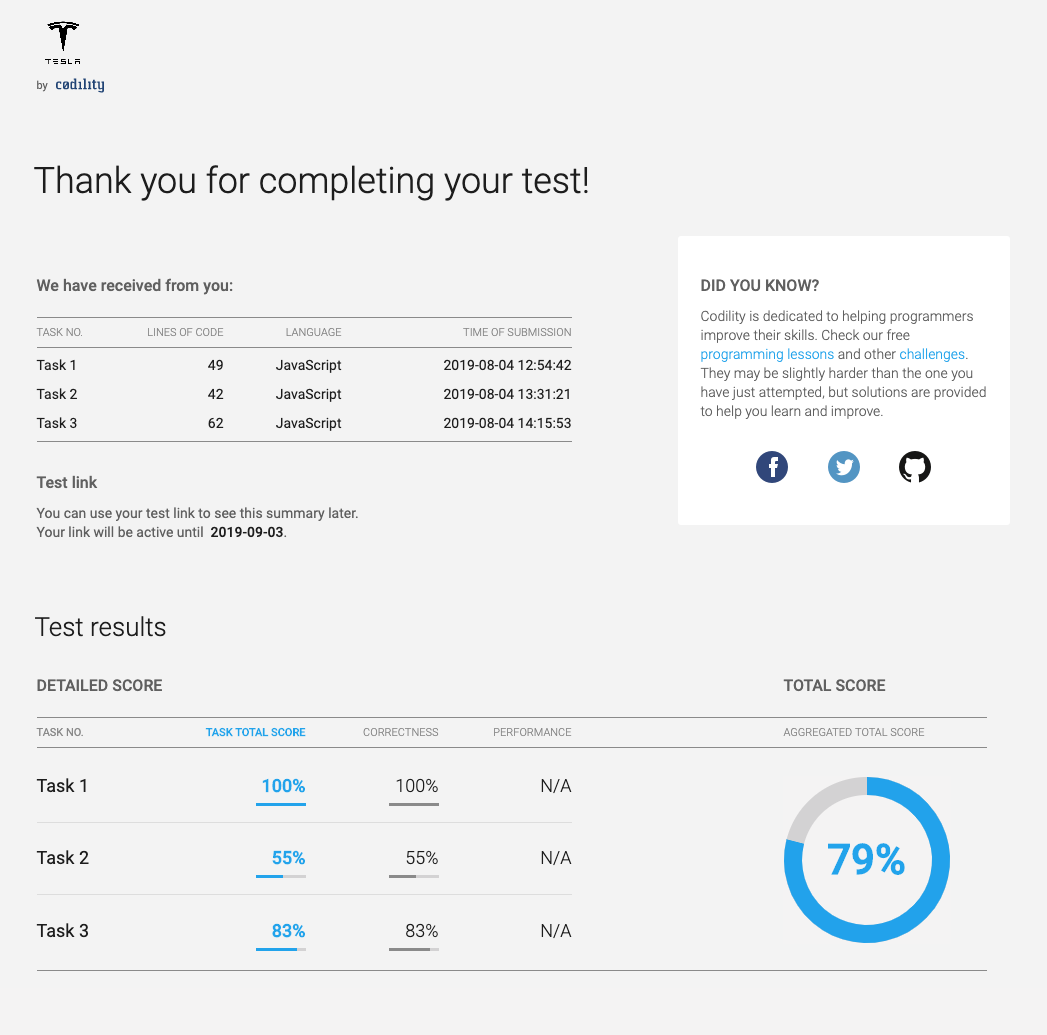 TESLA
by codility
Thank you for completing your test!
We have received from you:
TASK NO. LINES OF CODE LANGUAGE TIME OF SUBMISSION
Task 1 49 JavaScript 2019-08-04 12:54:42
Task 2 42 JavaScript 2019-08-04 13:31:21
Task 3 62 JavaScript 2019-08-04 14:15:53
Test link
You can use your test link to see this summary later.
Your link will be active until 2019-09-03.
DID YOU KNOW?
Codility is dedicated to helping programmers
improve their skills. Check our free
programming lessons and other challenges.
They may be slightly harder than the one you
have just attempted, but solutions are provided
to help you learn and improve.
Test results
DETAILED SCORE
TASK NO. TASK TOTAL SCORE CORRECTNESS PERFORMANCE
Task 1 100% 100% N/A
Task 2 55% 55% N/A
Task 3 83% 83% N/A
TOTAL SCORE
AGGREGATED TOTAL SCORE
79%